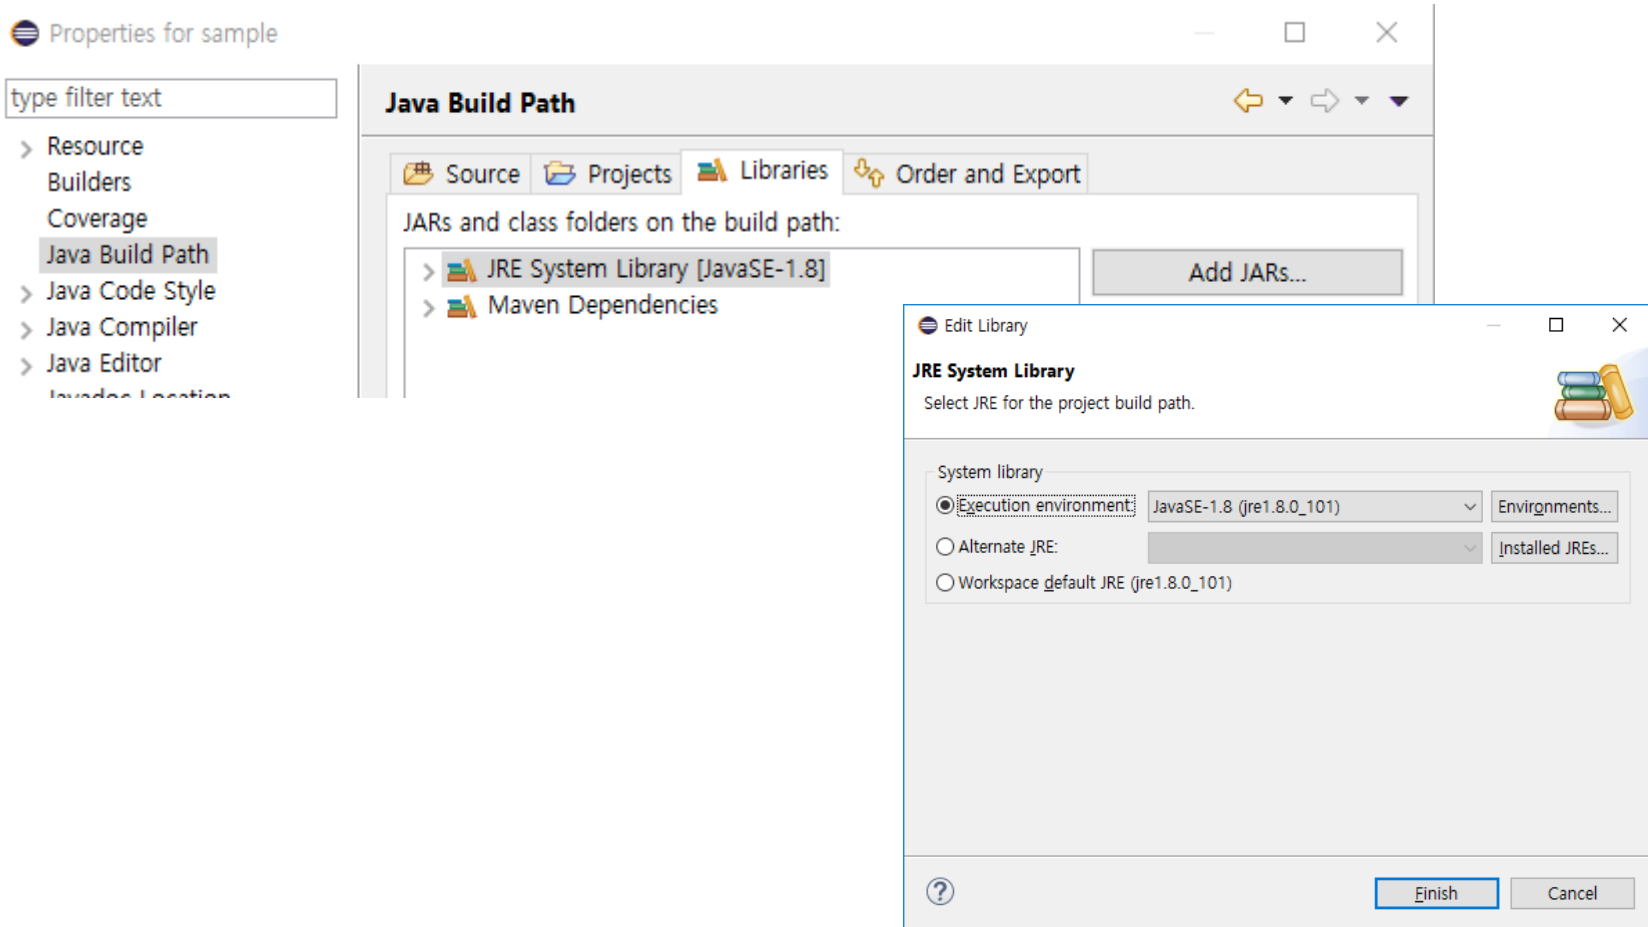 Properties for sample
type filter text
Resource
Builders
Coverage
Java Build Path
Java Code Style
Java Compiler
Java Editor
Javadoc Location
Java Build Path
Source
Projects
Libraries
Order and Export
JARs and class folders on the build path:
JRE System Library [JavaSE-1.8]
Maven Dependencies
Add JARs...
Edit Library
JRE System Library
Select JRE for the project build path.
System library
Execution environment: JavaSE-1.8 (jre1.8.0_101) Environments...
Alternate JRE: Installed JREs...
Workspace default JRE (jre1.8.0_101)
?
Finish Cancel